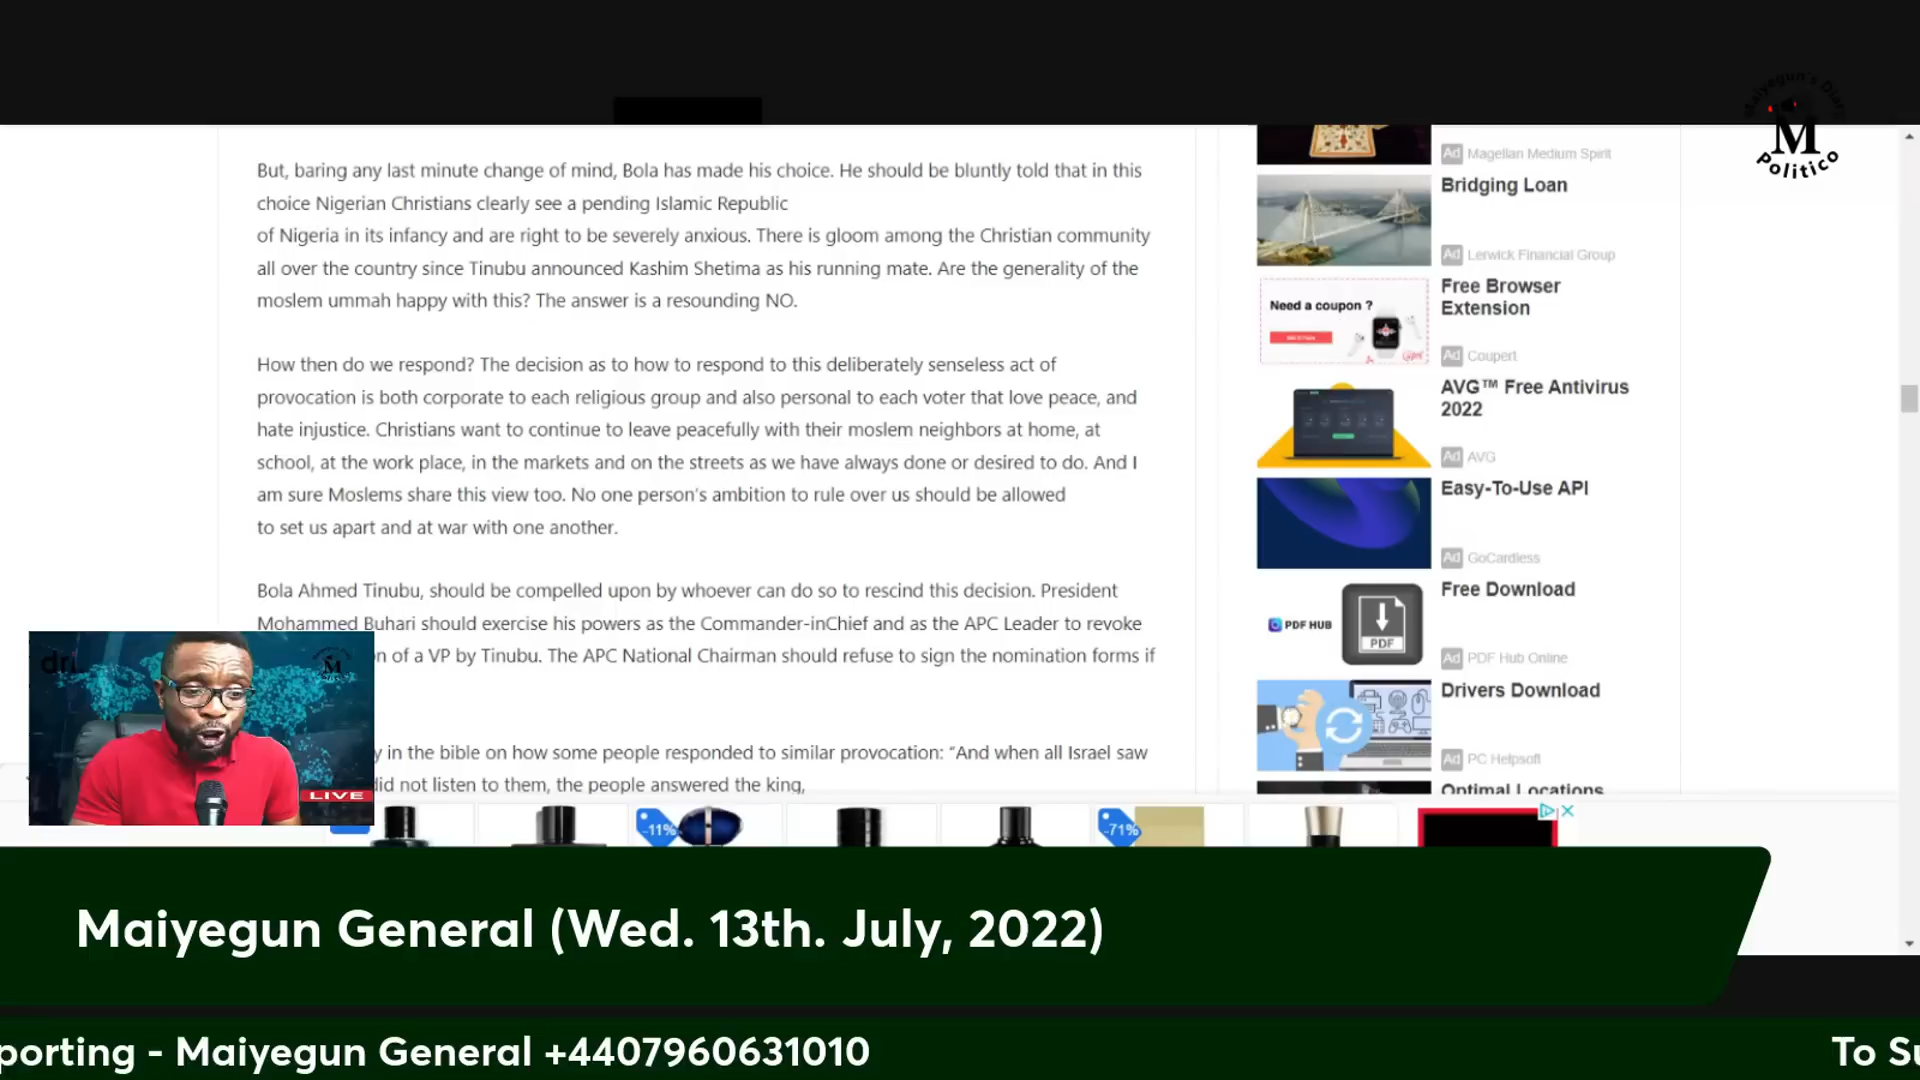 Maiyegun's
M
Politico
But, baring any last minute change of mind, Bola has made his choice. He should be bluntly told that in this
choice Nigerian Christians clearly see a pending Islamic Republic
of Nigeria in its infancy and are right to be severely anxious. There is gloom among the Christian community
all over the country since Tinubu announced Kashim Shetima as his running mate. Are the generality of the
moslem ummah happy with this? The answer is a resounding NO.
How then do we respond? The decision as to how to respond to this deliberately senseless act of
provocation is both corporate to each religious group and also personal to each voter that love peace, and
hate injustice. Christians want to continue to leave peacefully with their moslem neighbors at home, at
school, at the work place, in the markets and on the streets as we have always done or desired to do. And I
am sure Moslems share this view too. No one person's ambition to rule over us should be allowed
to set us apart and at war with one another.
Bola Ahmed Tinubu, should be compelled upon by whoever can do so to rescind this decision. President
Mohammed Buhari should exercise his powers as the Commander-inChief and as the APC Leader to revoke
n of a VP by Tinubu. The APC National Chairman should refuse to sign the nomination forms if
y in the bible on how some people responded to similar provocation: “And when all Israel saw
did not listen to them, the people answered the king,
Ad Magellan Medium Spirit
Bridging Loan
Ad Lerwick Financial Group
Need a coupon ?
Free Browser
Extension
Ad Coupert
AVG™ Free Antivirus
2022
Ad AVG
Easy-To-Use API
Ad GoCardless
PDF HUB
PDF
Free Download
Ad PDF Hub Online
Drivers Download
Ad PC Helpsoft
Optimal Locations
M
LIVE
-11%
-71%
Maiyegun General (Wed. 13th. July, 2022)
porting - Maiyegun General +4407960631010
To Su